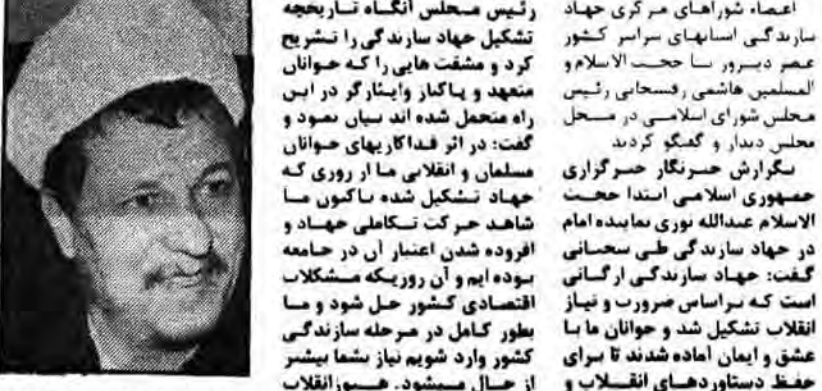 اعضاء شوراهای مرکزی جهاد
سازندگی استانهای سراسر کشور
عصر دیروز با حجت الاسلام و
المسلمین هاشمی رفسنجانی رئیس
مجلس شورای اسلامی در محل
مجلس دیدار و گفتگو کردند
بگزارش خبرنگار خبرگزاری
جمهوری اسلامی ابتدا حجت
الاسلام عبدالله نوری نماینده امام
در جهاد سازندگی طی سخنانی
گفت: جهاد سازندگی ارگانی
است که براساس ضرورت و نیاز
انقلاب تشکیل شد و جوانان ما با
عشق و ایمان آماده شدند تا برای
حفظ دستاوردهای انقلاب و
رئیس مجلس آنگاه تاریخچه
تشکیل جهاد سازندگی را تشریح
کرد و مشقت هایی را که جوانان
متعهد و پاکباز وایثارگر در این
راه متحمل شده اند بیان نمود و
گفت: در اثر فداکاریهای جوانان
مسلمان و انقلابی ما از روزی که
جهاد تشکیل شده تاکنون ما
شاهد حرکت تکاملی جهاد و
افزوده شدن اعتبار آن در جامعه
بوده ایم و آن روزیکه مشکلات
اقتصادی کشور حل شود و ما
بطور کامل در مرحله سازندگی
کشور وارد شویم نیاز بشما بیشتر
از حال میشود. هنوزانقلاب